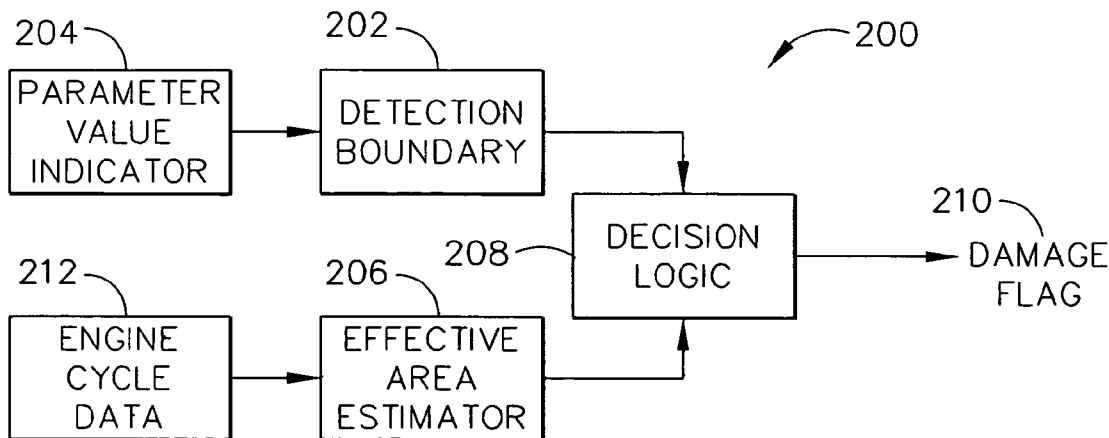 204
202
200
PARAMETER
VALUE
INDICATOR
DETECTION
BOUNDARY
208
DECISION
LOGIC
210
DAMAGE
FLAG
212
206
ENGINE
CYCLE
DATA
EFFECTIVE
AREA
ESTIMATOR